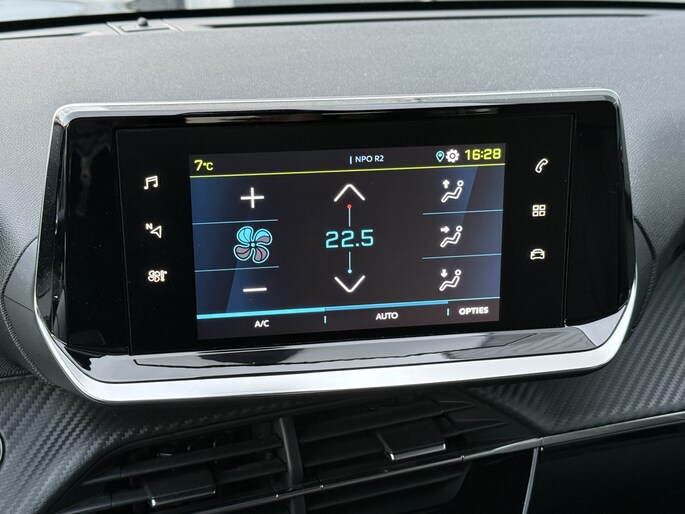 7°C
NPO R2
16:28
N
22.5
A/C
AUTO
OPTIES